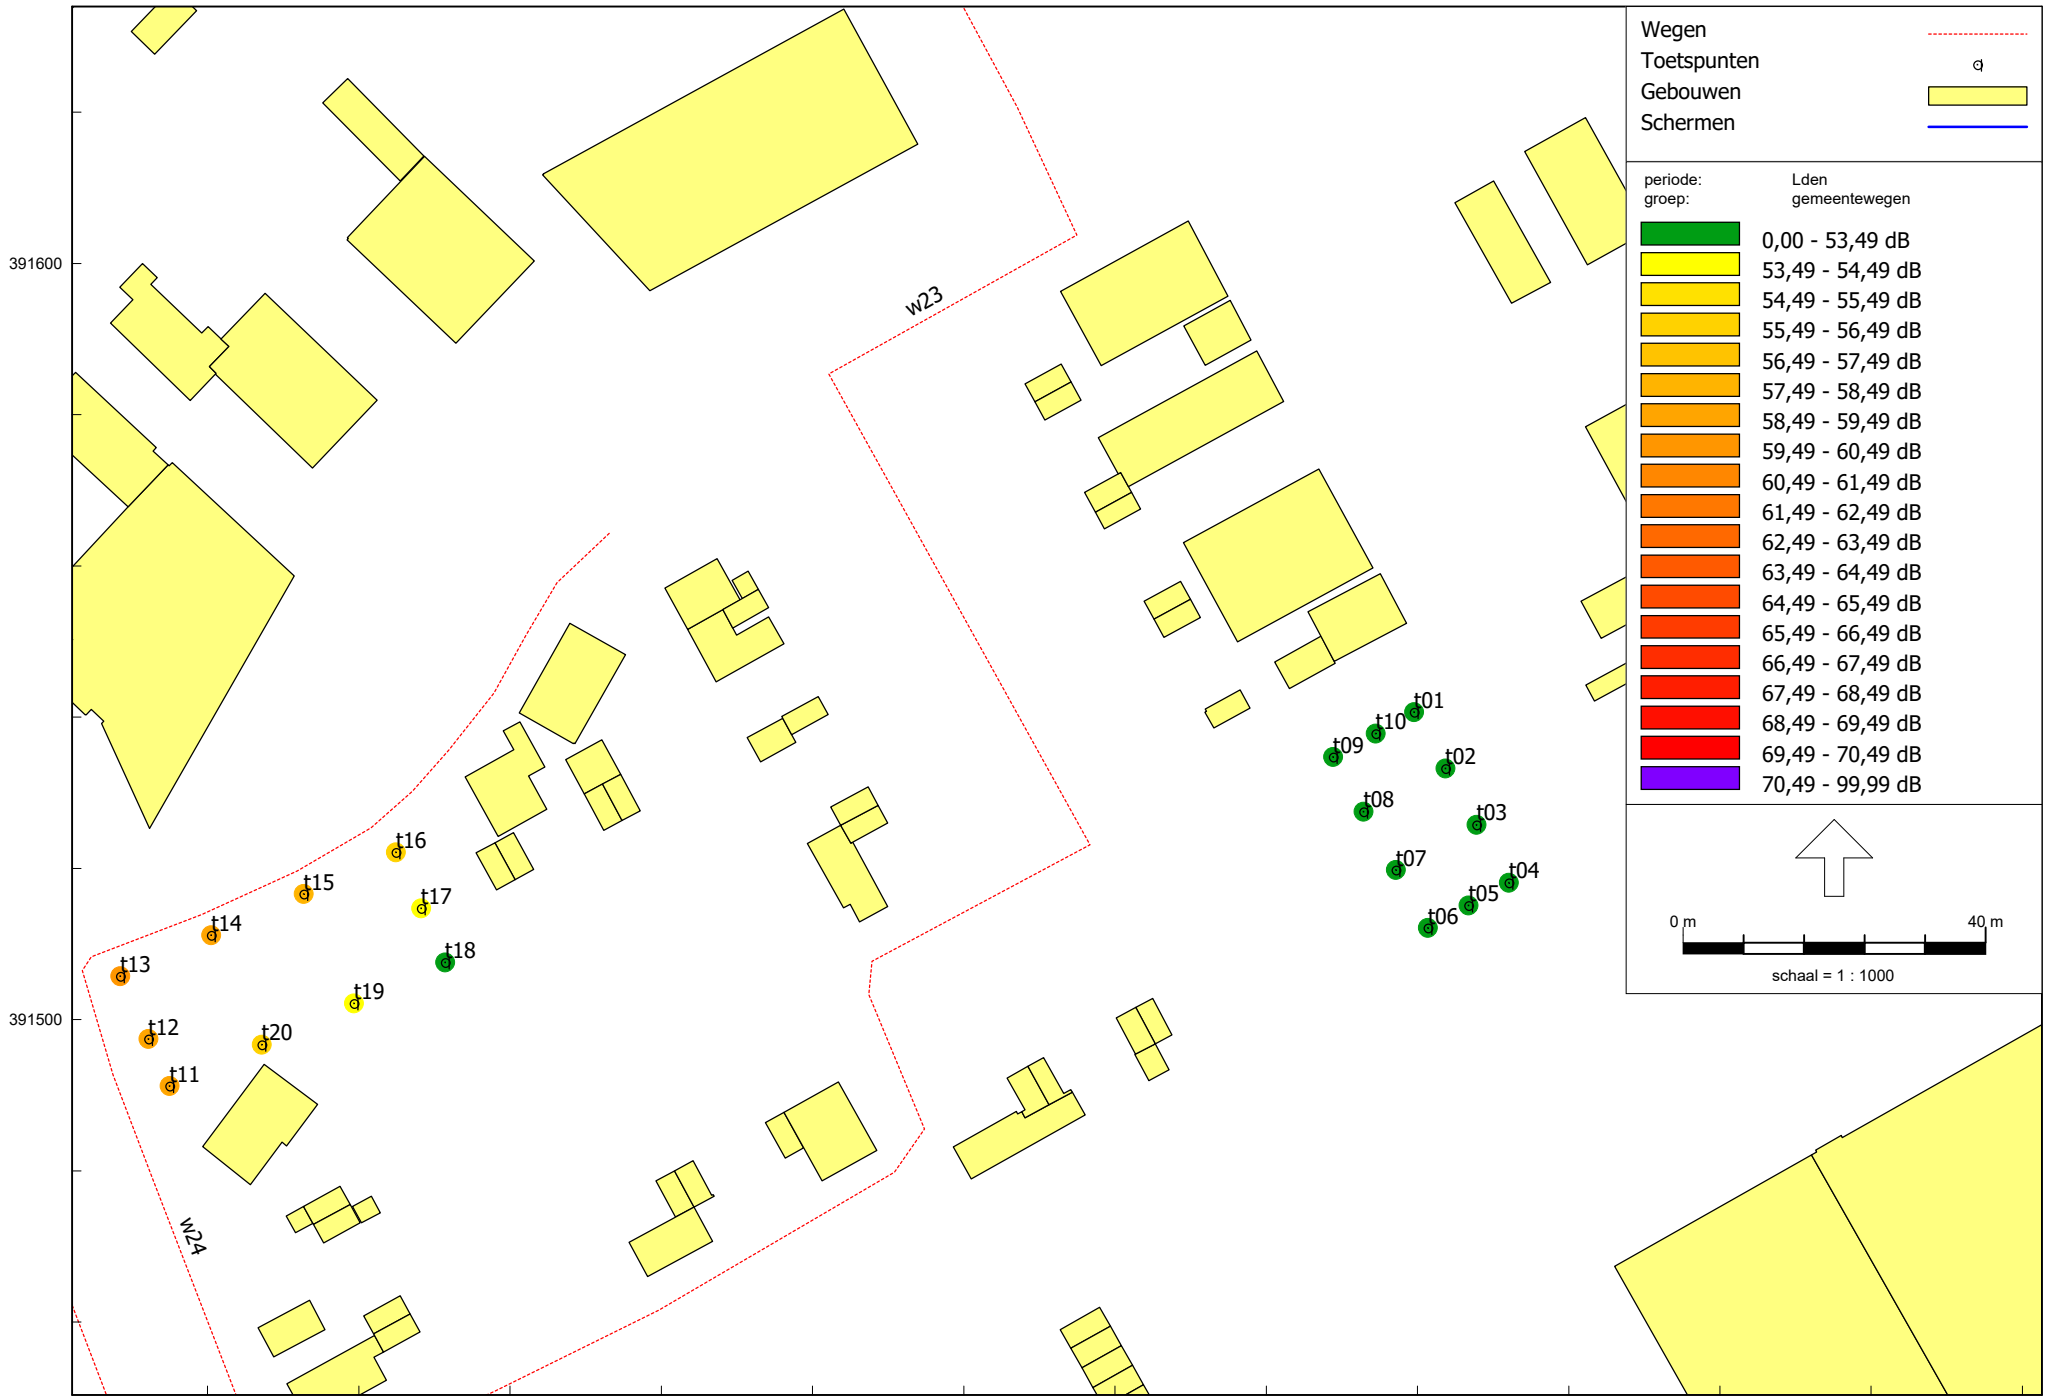 Wegen
Toetspunten
Gebouwen
Schermen
periode: Lden
groep: gemeentewegen
0,00 - 53,49 dB
53,49 - 54,49 dB
54,49 - 55,49 dB
55,49 - 56,49 dB
56,49 - 57,49 dB
57,49 - 58,49 dB
58,49 - 59,49 dB
59,49 - 60,49 dB
60,49 - 61,49 dB
61,49 - 62,49 dB
62,49 - 63,49 dB
63,49 - 64,49 dB
64,49 - 65,49 dB
65,49 - 66,49 dB
66,49 - 67,49 dB
67,49 - 68,49 dB
68,49 - 69,49 dB
69,49 - 70,49 dB
70,49 - 99,99 dB
0 m 40 m
schaal = 1 : 1000
391600
w23
t01
t10
t09
t02
t08
t03
t16
t07
t15
t04
t17
t05
t06
t14
t18
t13
t19
391500
t12
t20
t11
w24